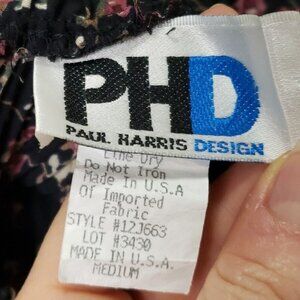 PHD
PAUL HARRIS DESIGN
Line Dry
Do Not Iron
Made In U.S.A
Of Imported
Fabric
STYLE #12J663
LOT #3430
MADE IN U.S.A.
MEDIUM